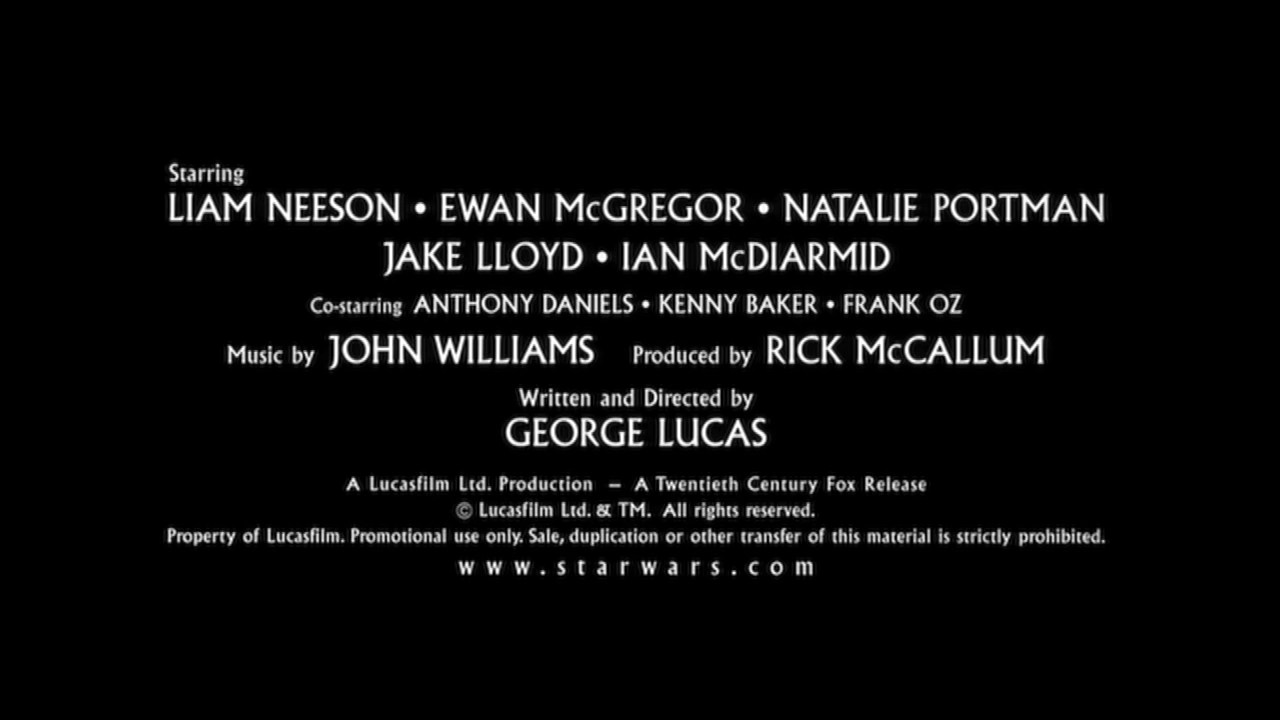 Starring
LIAM NEESON • EWAN McGREGOR • NATALIE PORTMAN
JAKE LLOYD • IAN McDIARMID
Co-starring ANTHONY DANIELS • KENNY BAKER • FRANK OZ
Music by JOHN WILLIAMS Produced by RICK McCALLUM
Written and Directed by
GEORGE LUCAS
A Lucasfilm Ltd. Production – A Twentieth Century Fox Release
© Lucasfilm Ltd. & TM. All rights reserved.
Property of Lucasfilm. Promotional use only. Sale, duplication or other transfer of this material is strictly prohibited.
www.starwars.com